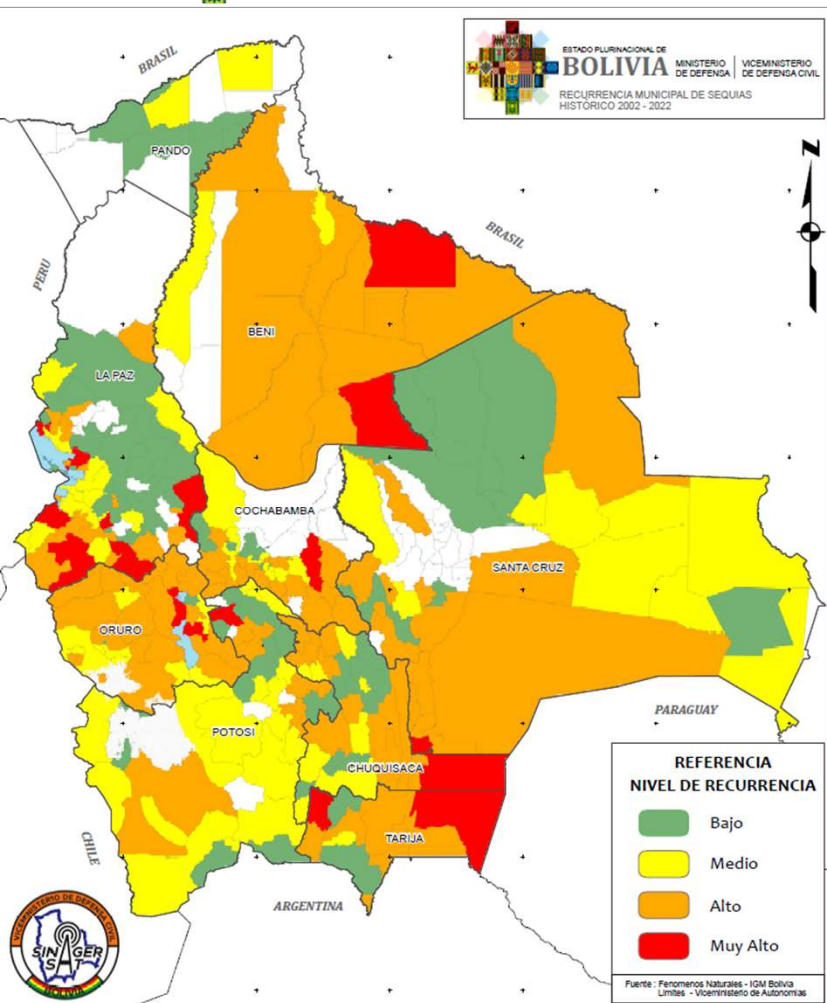 ESTADO PLURINACIONAL DE
BOLIVIA
MINISTERIO
DE DEFENSA
VICEMINISTERIO
DE DEFENSA CIVIL
RECURRENCIA MUNICIPAL DE SEQUIAS
HISTÓRICO 2002 - 2022
BRASIL
PANDO
N
BRASIL
PERU
BENI
LA PAZ
COCHABAMBA
SANTA CRUZ
ORURO
PARAGUAY
POTOSI
CHUQUISACA
TARIJA
CHILE
ARGENTINA
REFERENCIA
NIVEL DE RECURRENCIA
Bajo
Medio
Alto
Muy Alto
Fuente : Fenomenos Naturales - IGM Bolivia
Limites - Viceministerio de Autonomias
VICEMINISTERIO DE DEFENSA CIVIL
SINAGER
SAT
BOLIVIA